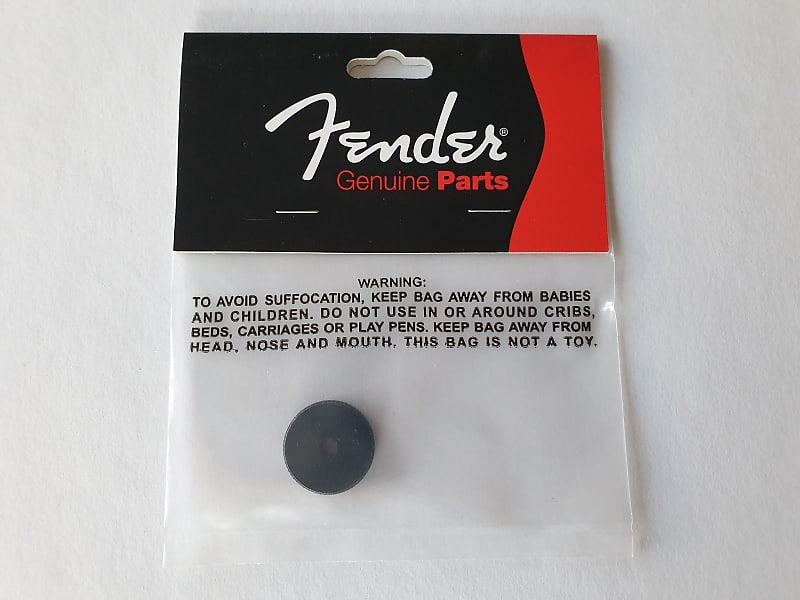 Fender®
Genuine Parts
WARNING:
TO AVOID SUFFOCATION, KEEP BAG AWAY FROM BABIES
AND CHILDREN. DO NOT USE IN OR AROUND CRIBS,
BEDS, CARRIAGES OR PLAY PENS. KEEP BAG AWAY FROM
HEAD, NOSE AND MOUTH. THIS BAG IS NOT A TOY.